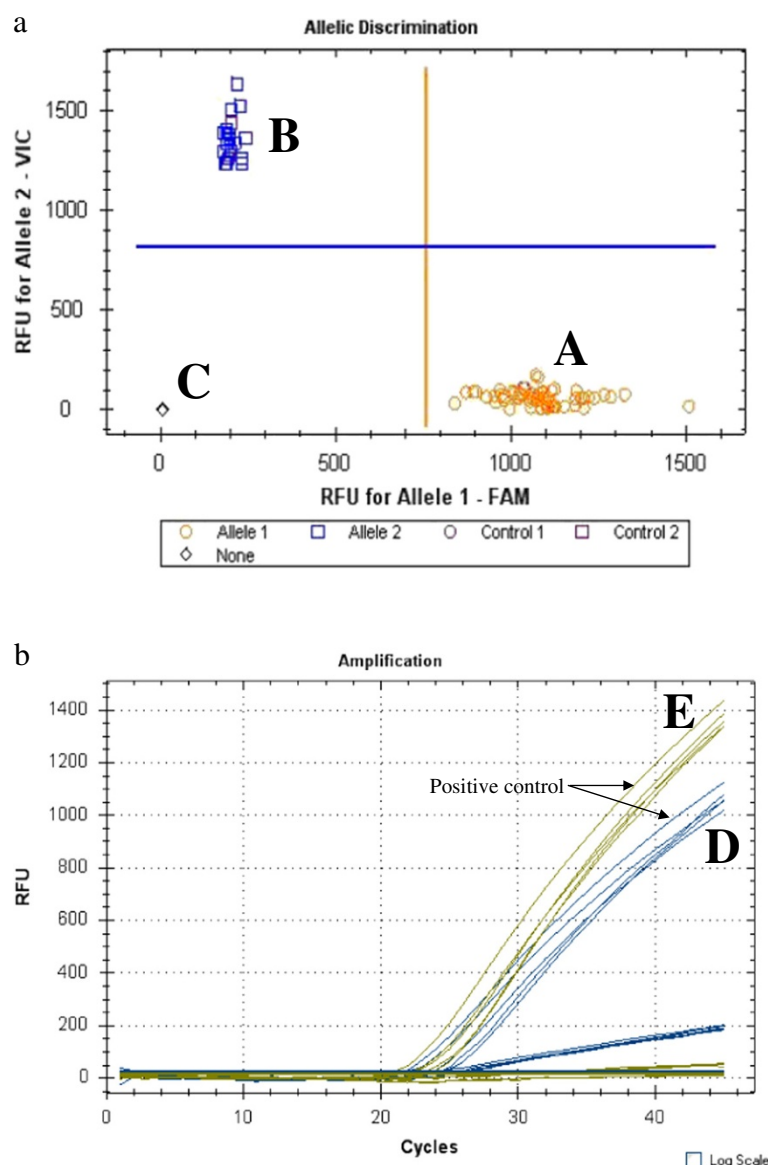 a
Allelic Discrimination
RFU for Allele 2 - VIC
1500
1000
500
0
B
A
C
0 500 1000 1500
RFU for Allele 1 - FAM
Allele 1 Allele 2 Control 1 Control 2
None
b
Amplification
RFU
1400
1200
1000
800
600
400
200
0
E
Positive control
D
0 10 20 30 40
Cycles
Log Scale